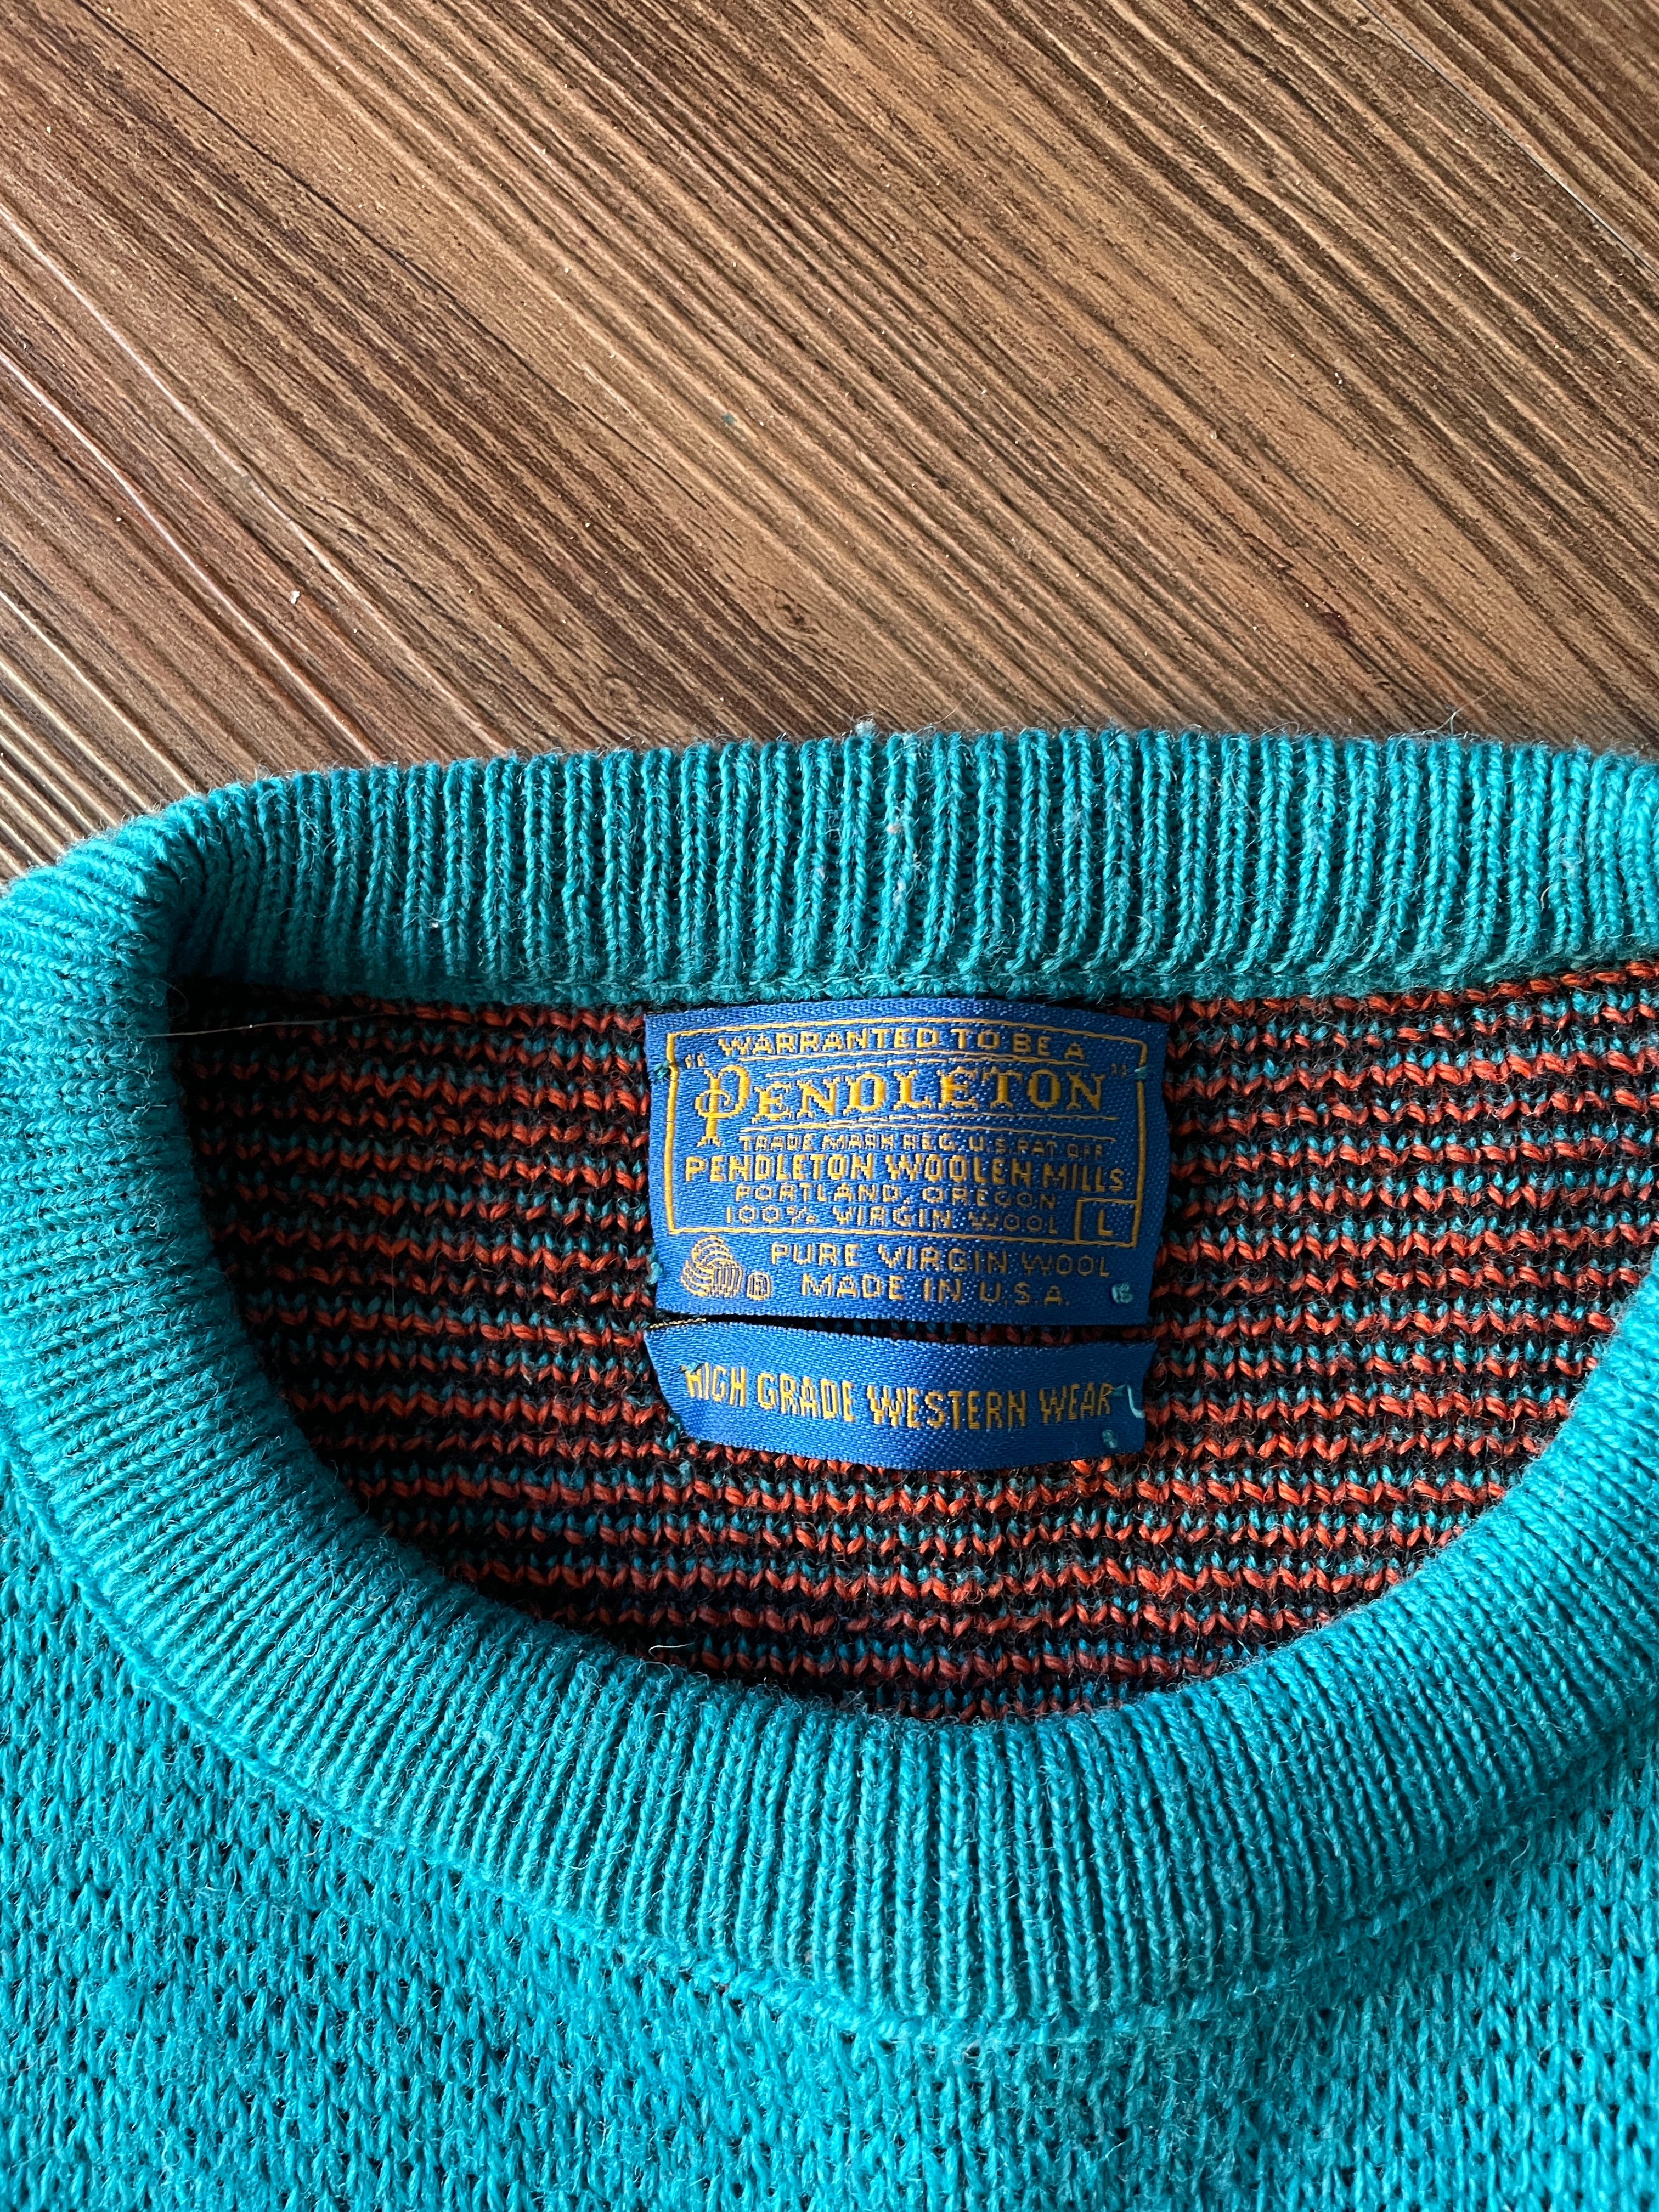 WARRANTED TO BE A
"PENDLETON"
TRADE MARK REG. U.S. PAT OFF
PENDLETON WOOLEN MILLS
PORTLAND, OREGON
100% VIRGIN WOOL L
PURE VIRGIN WOOL
® MADE IN U.S.A.
HIGH GRADE WESTERN WEAR